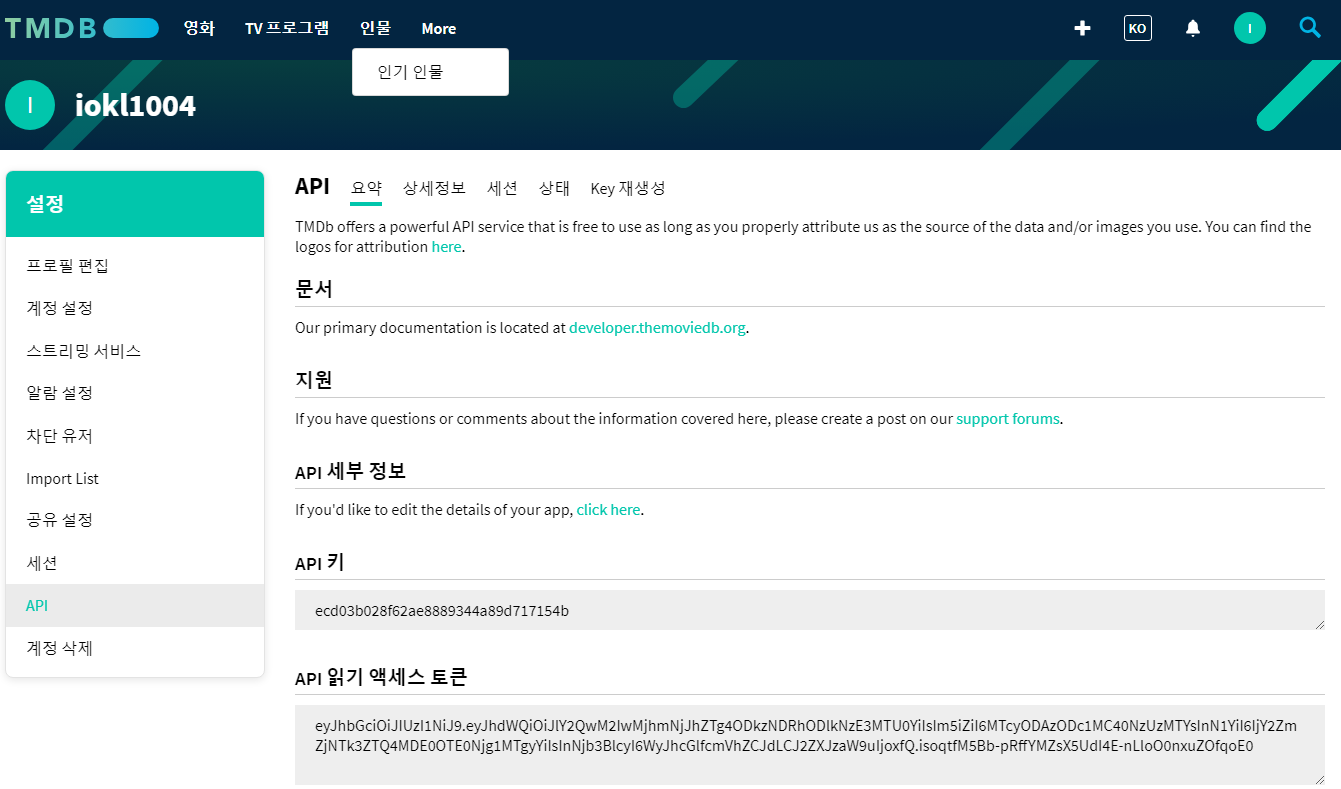 TMDB 영화 TV 프로그램 인물 More KO I
인기 인물
I iokl1004
설정
프로필 편집
계정 설정
스트리밍 서비스
알람 설정
차단 유저
Import List
공유 설정
세션
API
계정 삭제
API 요약 상세정보 세션 상태 Key 재생성
TMDb offers a powerful API service that is free to use as long as you properly attribute us as the source of the data and/or images you use. You can find the
logos for attribution here.
문서
Our primary documentation is located at developer.themoviedb.org.
지원
If you have questions or comments about the information covered here, please create a post on our support forums.
API 세부 정보
If you'd like to edit the details of your app, click here.
API 키
ecd03b028f62ae8889344a89d717154b
API 읽기 액세스 토큰
eyJhbGciOiJIUzI1NiJ9.eyJhdWQiOiJlY2QwM2IwMjhmNjJhZTg4ODkzNDRhODlkNzE3MTU0YiIsIm5iZiI6MTcyODAzODc1MC40NzUzMTYsInN1YiI6IjY2Zm
ZjNTk3ZTQ4MDE0OTE0Njg1MTgyYiIsInNjb3BlcyI6WyJhcGlfcmVhZCJdLCJ2ZXJzaW9uIjoxfQ.isoqtfM5Bb-pRffYMZsX5UdI4E-nLloO0nxuZOfqoE0